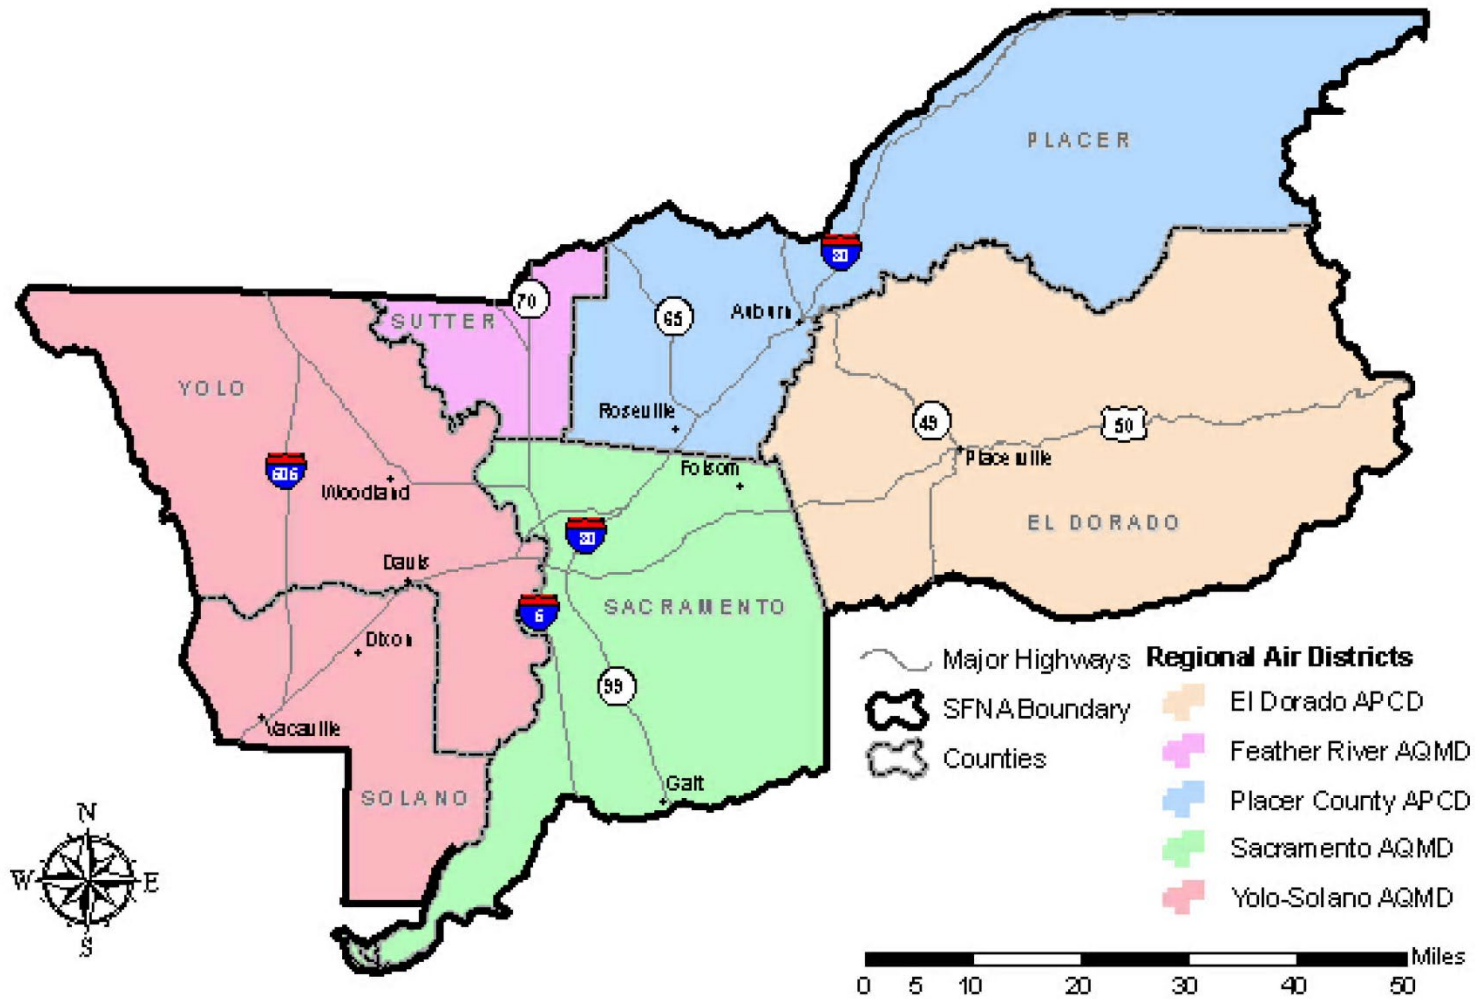 PLACER
80
70
SUTTER
65
Auburn
YOLO
Roseville
49
50
Placerville
Folsom
606
Woodland
80
EL DORADO
Davis
6
SACRAMENTO
Dixon
99
Vacaville
SOLANO
Galt
Major Highways
SFNA Boundary
Counties
Regional Air Districts
El Dorado APCD
Feather River AQMD
Placer County APCD
Sacramento AQMD
Yolo-Solano AQMD
N
W E
S
Miles
0 5 10 20 30 40 50